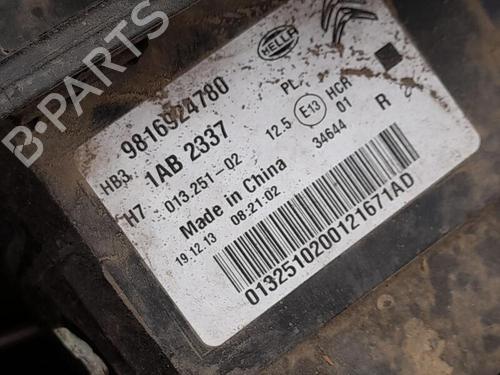 HELLA
9816924780
HB3 1AB 2337 PL HCR
H7 013.251-02 12.5 E13 01
34644 R
Made in China
19.12.13 08:21:02
0132510200121671AD
B-PARTS